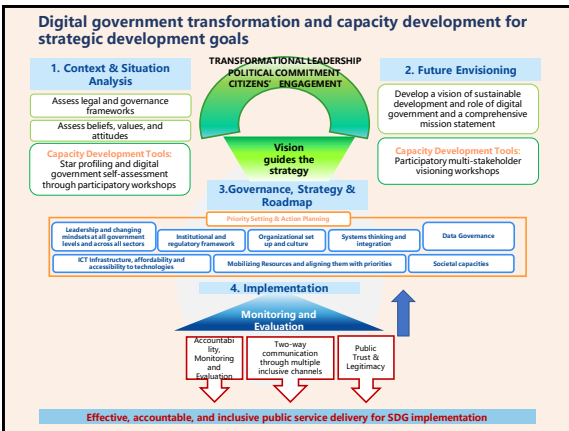 Digital government transformation and capacity development for
strategic development goals
1. Context & Situation
Analysis
Assess legal and governance
frameworks
Assess beliefs, values, and
attitudes
Capacity Development Tools:
Star profiling and digital
government self-assessment
through participatory workshops
TRANSFORMATIONAL LEADERSHIP
POLITICAL COMMITMENT
CITIZENS' ENGAGEMENT
Vision
guides the
strategy
2. Future Envisioning
Develop a vision of sustainable
development and role of digital
government and a comprehensive
mission statement
Capacity Development Tools:
Participatory multi-stakeholder
visioning workshops
3.Governance, Strategy &
Roadmap
Priority Setting & Action Planning
Leadership and changing
mindsets at all government
levels and across all sectors
Institutional and
regulatory framework
Organizational set
up and culture
Systems thinking and
integration
Data Governance
ICT Infrastructure, affordability and
accessibility to technologies
Mobilizing Resources and aligning them with priorities
Societal capacities
4. Implementation
Monitoring and
Evaluation
Accountabi
lity,
Monitoring
and
Evaluation
Two-way
communication
through multiple
inclusive channels
Public
Trust &
Legitimacy
Effective, accountable, and inclusive public service delivery for SDG implementation